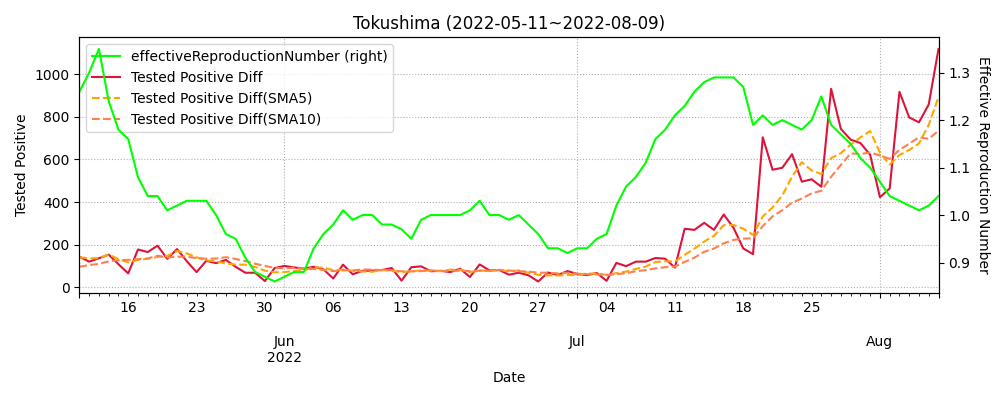 Tokushima (2022-05-11~2022-08-09)
effectiveReproductionNumber (right)
Tested Positive Diff
Tested Positive Diff(SMA5)
Tested Positive Diff(SMA10)
Tested Positive
1000
800
600
400
200
0
Effective Reproduction Number
1.3
1.2
1.1
1.0
0.9
16 23 30 06 13 20 27 04 11 18 25
Jun Jul Aug
2022
Date